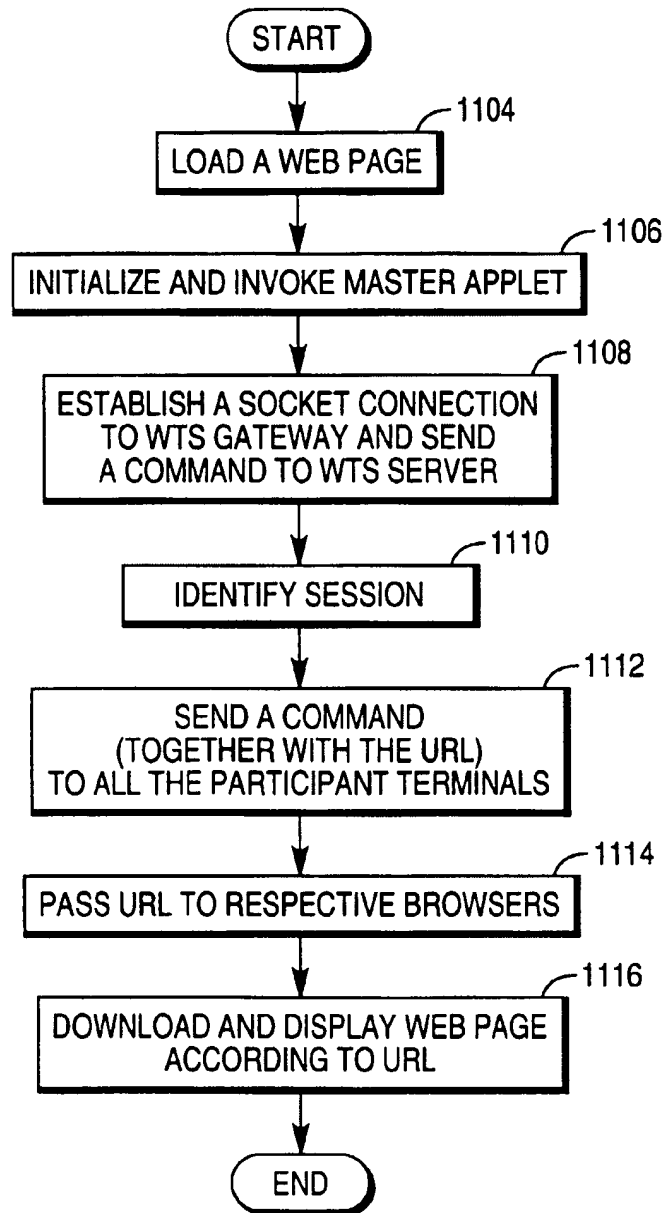 START
1104
LOAD A WEB PAGE
1106
INITIALIZE AND INVOKE MASTER APPLET
1108
ESTABLISH A SOCKET CONNECTION
TO WTS GATEWAY AND SEND
A COMMAND TO WTS SERVER
1110
IDENTIFY SESSION
1112
SEND A COMMAND
(TOGETHER WITH THE URL)
TO ALL THE PARTICIPANT TERMINALS
1114
PASS URL TO RESPECTIVE BROWSERS
1116
DOWNLOAD AND DISPLAY WEB PAGE
ACCORDING TO URL
END